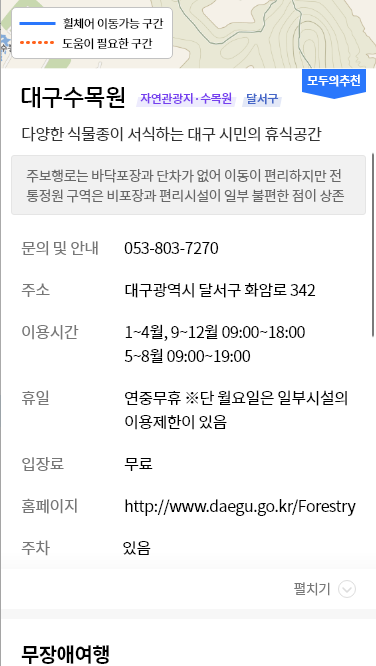 휠체어 이동가능 구간
도움이 필요한 구간
모두의추천
대구수목원 자연관광지·수목원 달서구
다양한 식물종이 서식하는 대구 시민의 휴식공간
주보행로는 바닥포장과 단차가 없어 이동이 편리하지만 전
통정원 구역은 비포장과 편리시설이 일부 불편한 점이 상존
문의 및 안내 053-803-7270
주소 대구광역시 달서구 화암로 342
이용시간 1~4월, 9~12월 09:00~18:00
5~8월 09:00~19:00
휴일 연중무휴 ※단 월요일은 일부시설의
이용제한이 있음
입장료 무료
홈페이지 http://www.daegu.go.kr/Forestry
주차 있음
펼치기
무장애여행